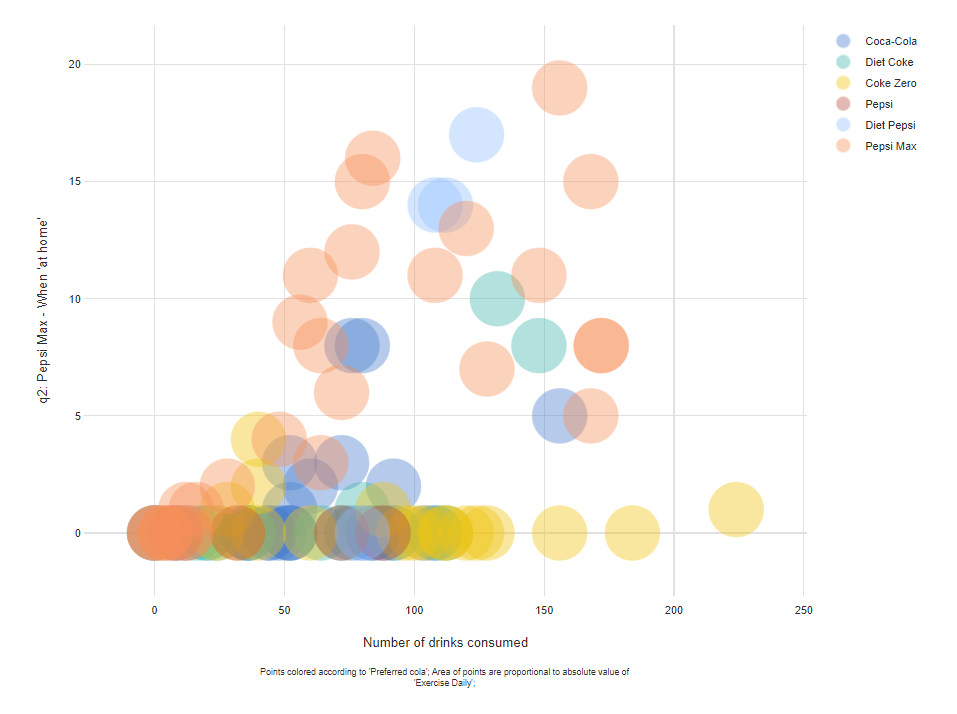 Coca-Cola
Diet Coke
Coke Zero
Pepsi
Diet Pepsi
Pepsi Max
q2: Pepsi Max - When 'at home'
20
15
10
5
0
0 50 100 150 200 250
Number of drinks consumed
Points colored according to 'Preferred cola'; Area of points are proportional to absolute value of
'Exercise Daily';